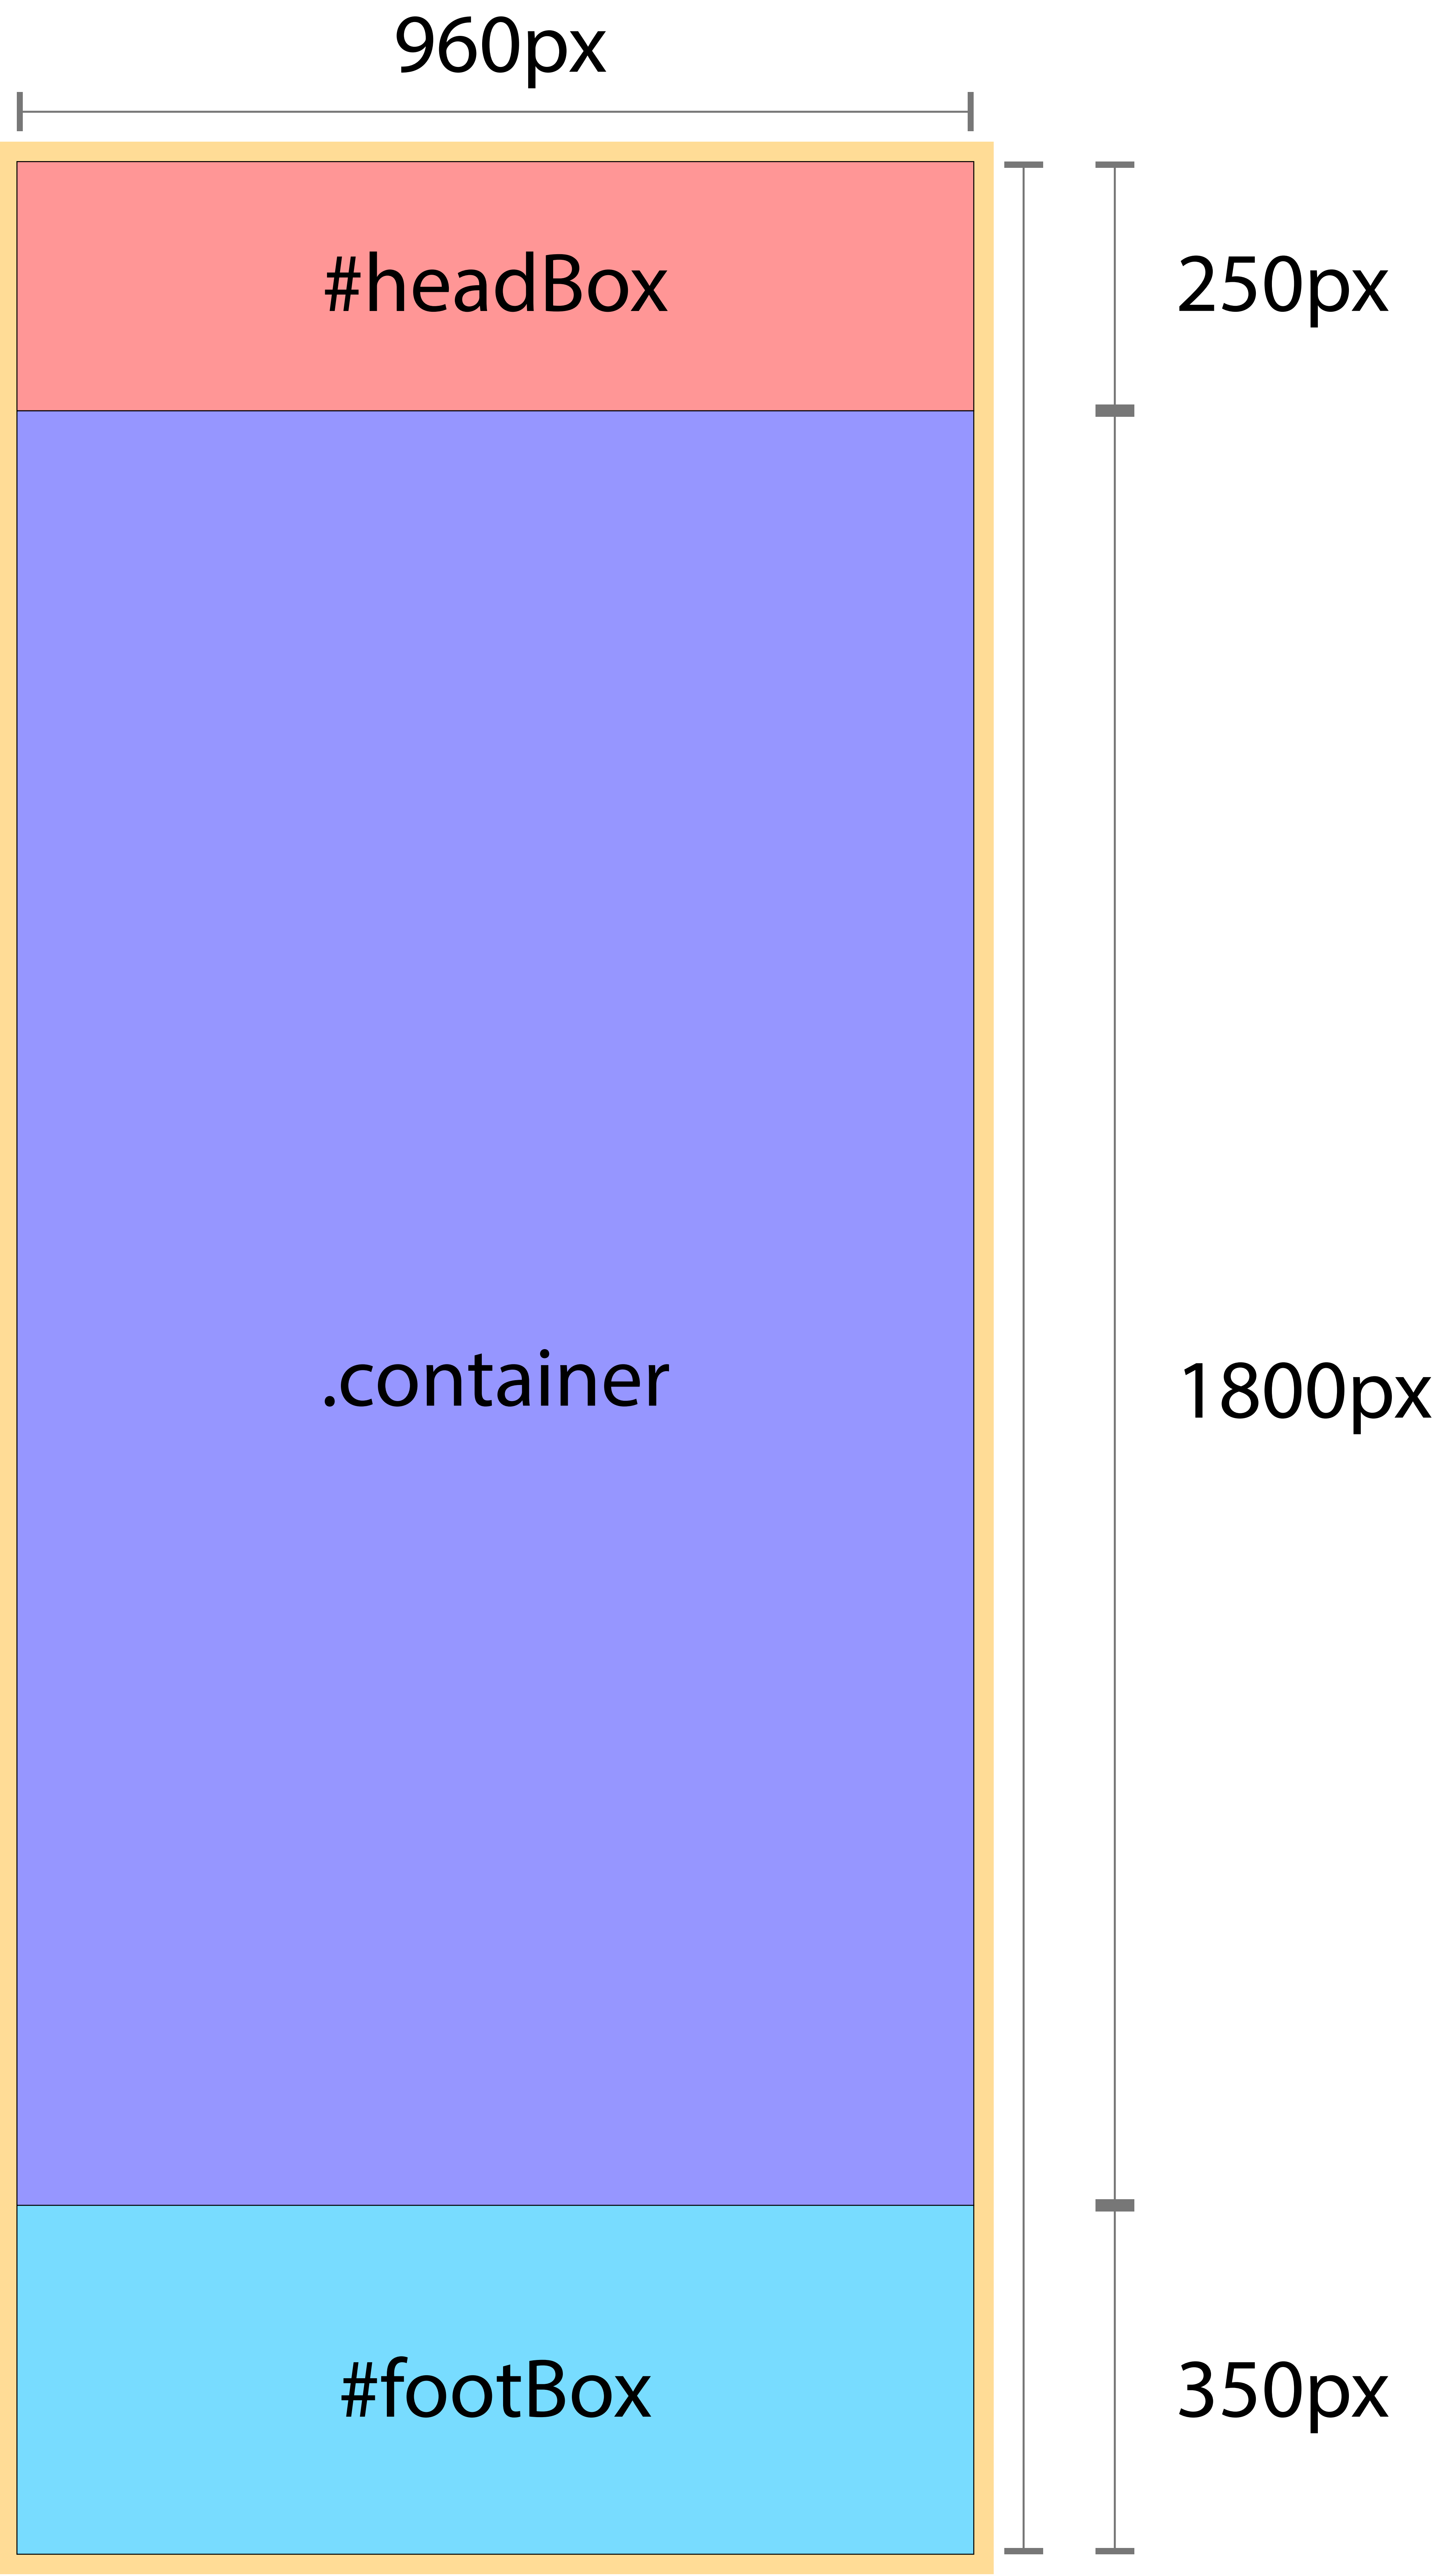 960px
#headBox
250px
.container
1800px
#footBox
350px